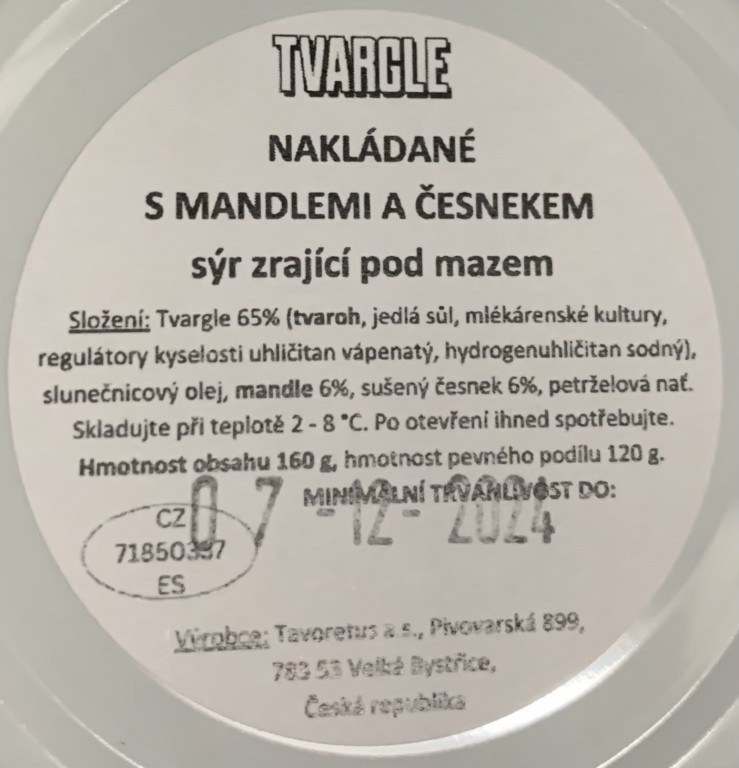 TVARGLE
NAKLÁDANÉ
S MANDLEMI A ČESNEKEM
sýr zrající pod mazem
Složení: Tvargle 65% (tvaroh, jedlá sůl, mlékárenské kultury,
regulátory kyselosti uhličitan vápenatý, hydrogenuhličitan sodný),
slunečnicový olej, mandle 6%, sušený česnek 6%, petrželová nať.
Skladujte při teplotě 2 - 8 °C. Po otevření ihned spotřebujte.
Hmotnost obsahu 160 g, hmotnost pevného podílu 120 g.
MINIMÁLNÍ TRVANLIVOST DO:
07 -12- 2024
CZ
71850337
ES
Výrobce: Tavoretus a.s., Pivovarská 899,
783 53 Velká Bystřice,
Česká republika